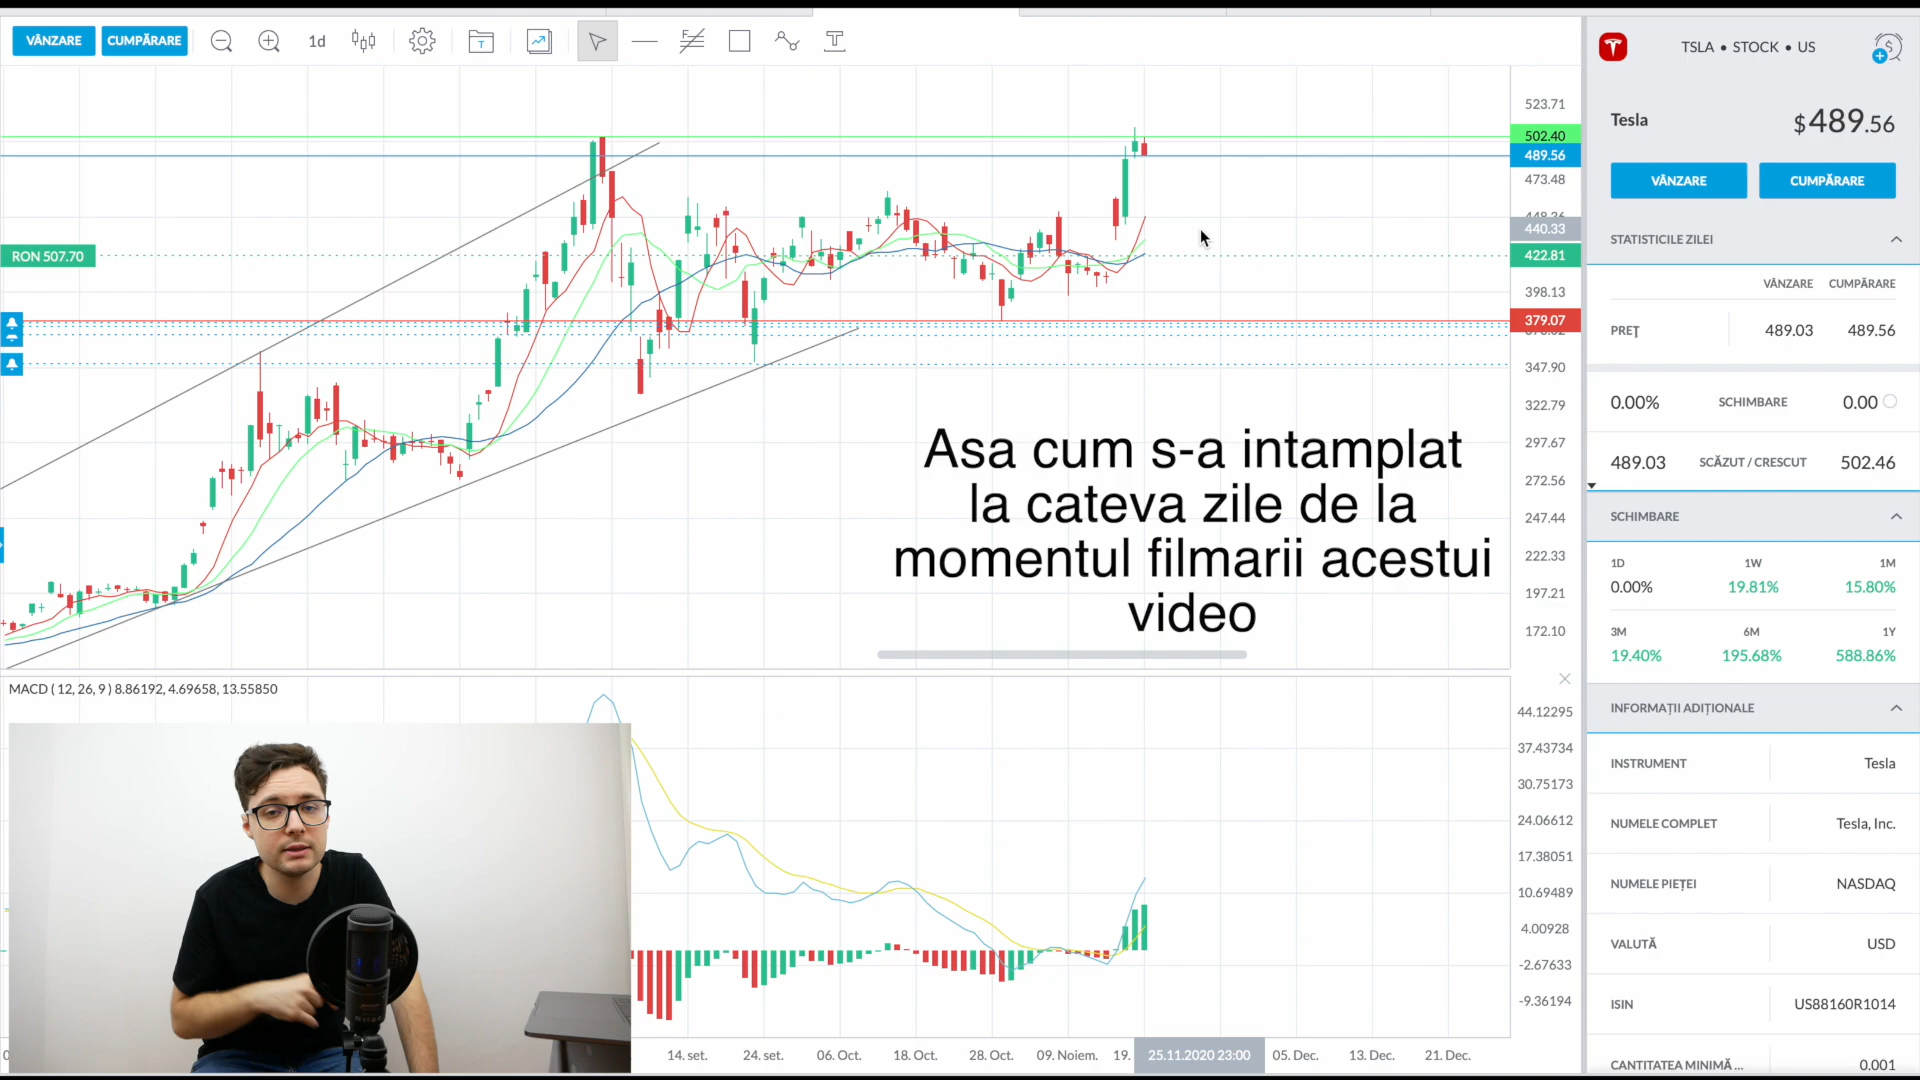 VÂNZARE CUMPĂRARE 1d
TSLA • STOCK • US
Tesla $489.56
VÂNZARE CUMPĂRARE
STATISTICILE ZILEI
VÂNZARE CUMPĂRARE
PREŢ 489.03 489.56
0.00% SCHIMBARE 0.00
489.03 SCĂZUT / CRESCUT 502.46
SCHIMBARE
1D 1W 1M
0.00% 19.81% 15.80%
3M 6M 1Y
19.40% 195.68% 588.86%
INFORMAȚII ADIȚIONALE
INSTRUMENT Tesla
NUMELE COMPLET Tesla, Inc.
NUMELE PIEȚEI NASDAQ
VALUTĂ USD
ISIN US88160R1014
CANTITATEA MINIMĂ ... 0.001
523.71
502.40
489.56
473.48
440.33
RON 507.70
422.81
398.13
379.07
347.90
322.79
297.67
272.56
247.44
222.33
197.21
172.10
Asa cum s-a intamplat
la cateva zile de la
momentul filmarii acestui
video
MACD ( 12, 26, 9 ) 8.86192, 4.69658, 13.55850
44.12295
37.43734
30.75173
24.06612
17.38051
10.69489
4.00928
-2.67633
-9.36194
14. set. 24. set. 06. Oct. 18. Oct. 28. Oct. 09. Noiem. 19. 25.11.2020 23:00 05. Dec. 13. Dec. 21. Dec.